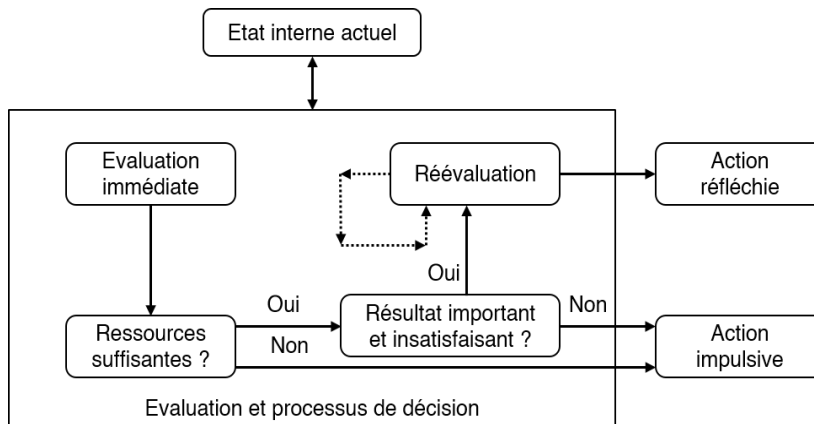 Etat interne actuel
Evaluation
immédiate
Réévaluation
Action
réfléchie
Oui
Oui
Non
Ressources
suffisantes ?
Non
Résultat important
et insatisfaisant ?
Action
impulsive
Evaluation et processus de décision